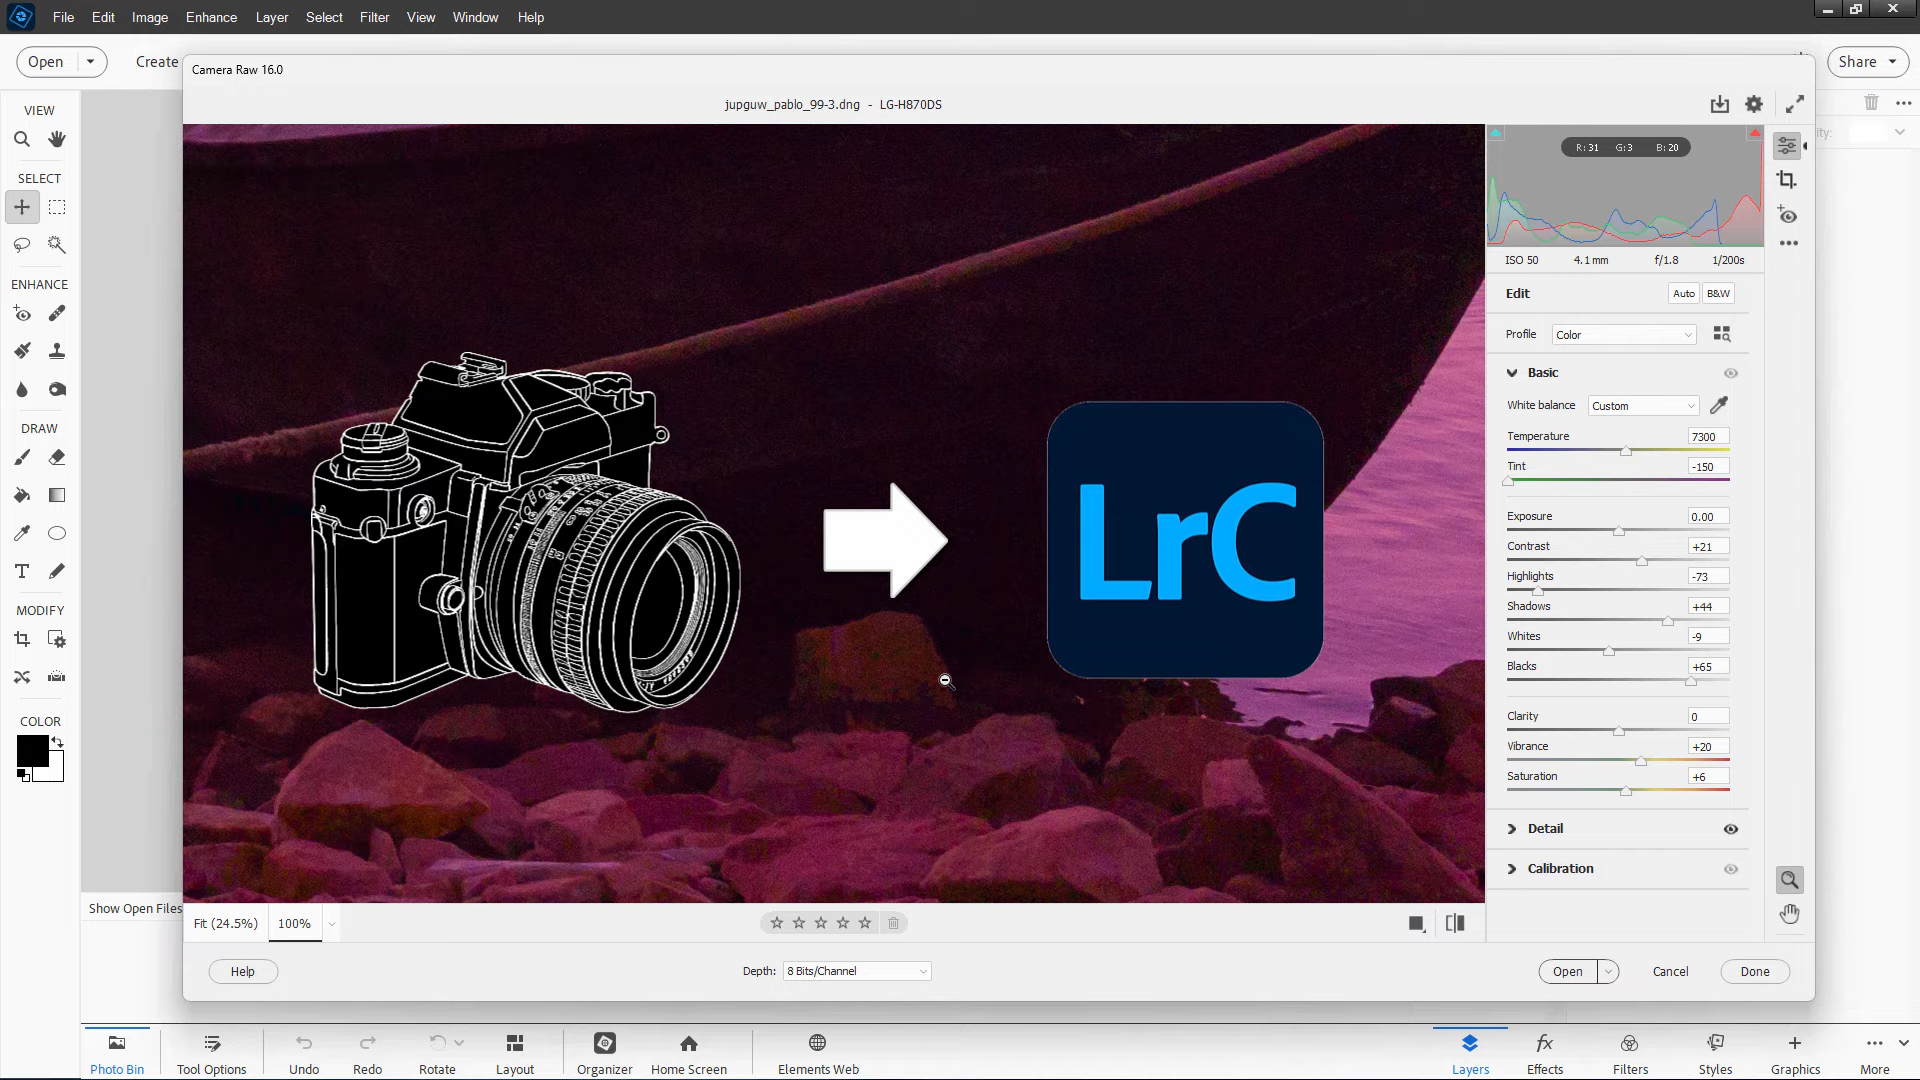 File Edit Image Enhance Layer Select Filter View Window Help
Open Create Share
Camera Raw 16.0
jupguw_pablo_99-3.dng - LG-H870DS
VIEW
SELECT
ENHANCE
DRAW
MODIFY
COLOR
R: 31 G: 3 B: 20
ISO 50 4.1 mm f/1.8 1/200s
Edit Auto B&W
Profile Color
Basic
White balance Custom
Temperature 7300
Tint -150
Exposure 0.00
Contrast +21
Highlights -73
Shadows +44
Whites -9
Blacks +65
Clarity 0
Vibrance +20
Saturation +6
Detail
Calibration
LrC
Show Open Files
Fit (24.5%) 100%
Help Depth: 8 Bits/Channel Open Cancel Done
Photo Bin Tool Options Undo Redo Rotate Layout Organizer Home Screen Elements Web Layers Effects Filters Styles Graphics More